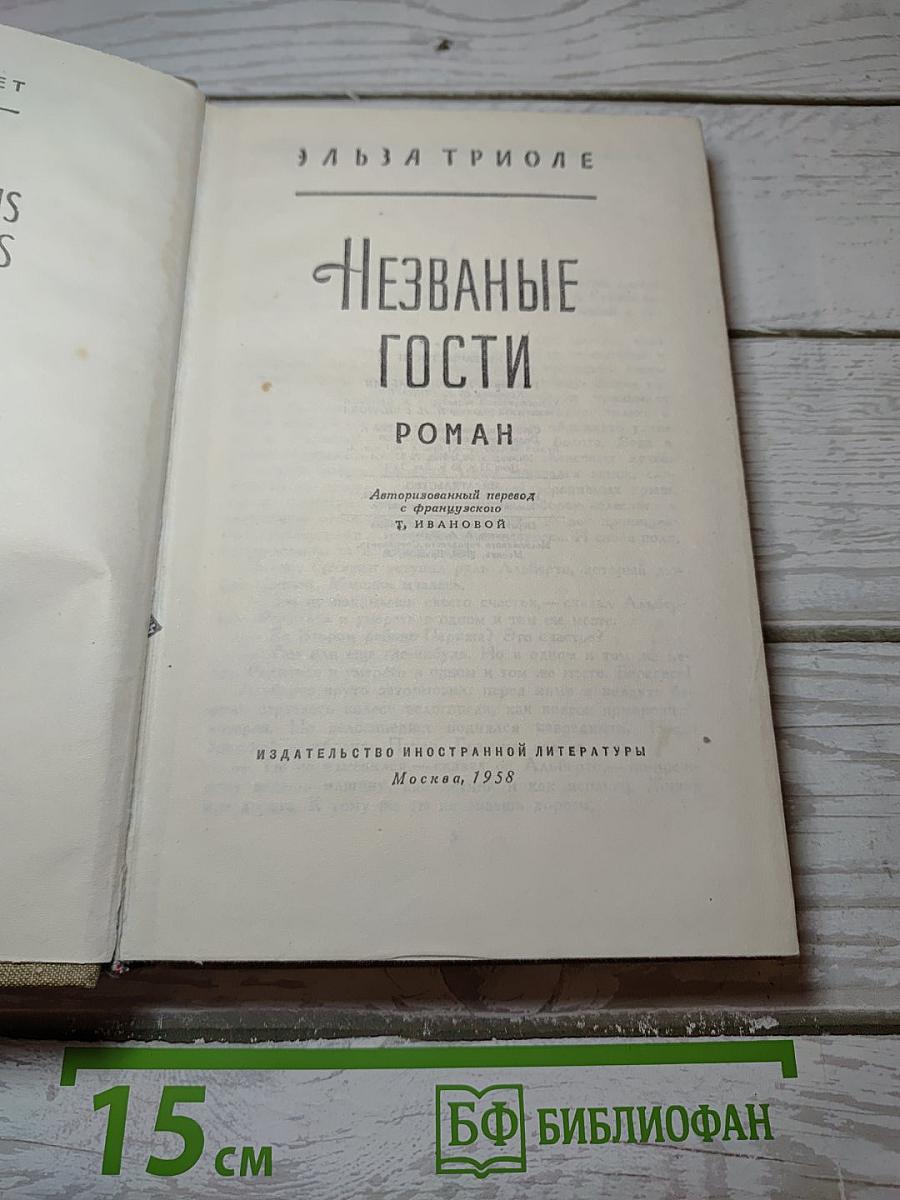 ЭЛЬЗА ТРИОЛЕ
НЕЗВАНЫЕ
ГОСТИ
РОМАН
Авторизованный перевод
с французского
Т. ИВАНОВОЙ
ИЗДАТЕЛЬСТВО ИНОСТРАННОЙ ЛИТЕРАТУРЫ
Москва, 1958
15 см
БФ БИБЛИОФАН